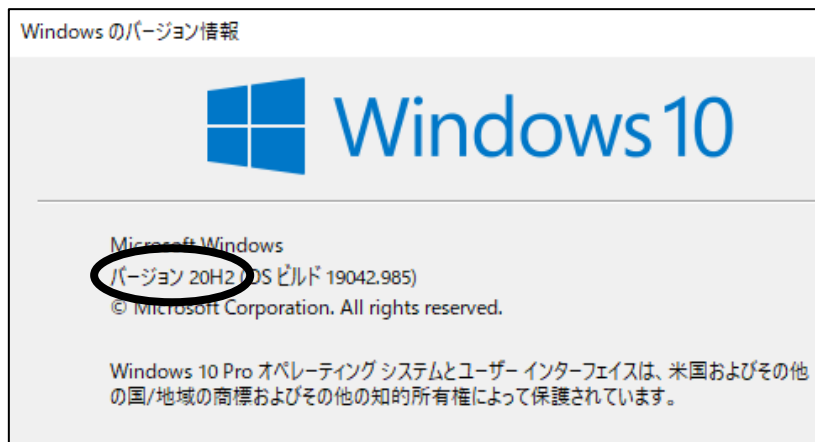 Windows のバージョン情報
Windows 10
Microsoft Windows
バージョン 20H2 (OS ビルド 19042.985)
© Microsoft Corporation. All rights reserved.
Windows 10 Pro オペレーティング システムとユーザー インターフェイスは、米国およびその他
の国/地域の商標およびその他の知的所有権によって保護されています。